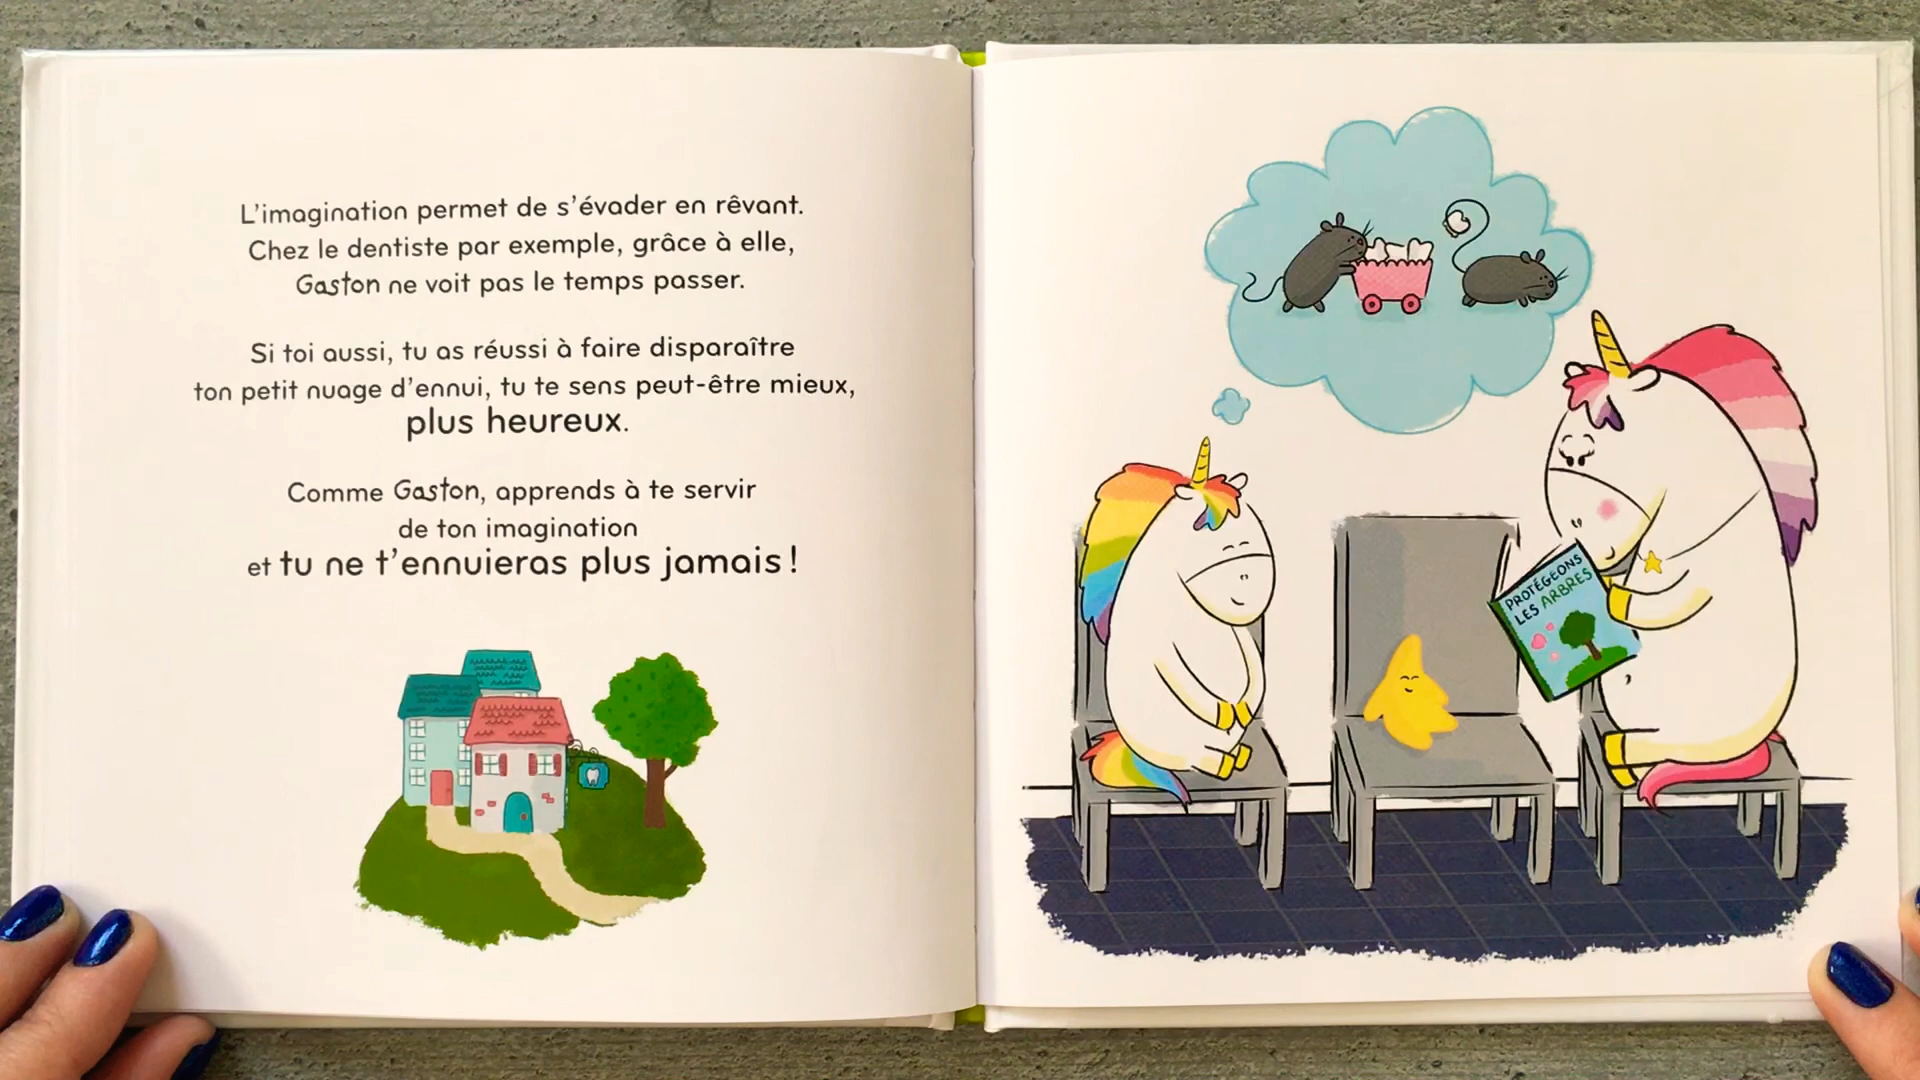 L'imagination permet de s'évader en rêvant.
Chez le dentiste par exemple, grâce à elle,
Gaston ne voit pas le temps passer.
Si toi aussi, tu as réussi à faire disparaître
ton petit nuage d'ennui, tu te sens peut-être mieux,
plus heureux.
Comme Gaston, apprends à te servir
de ton imagination
et tu ne t'ennuieras plus jamais !
PROTÉGEONS
LES ARBRES